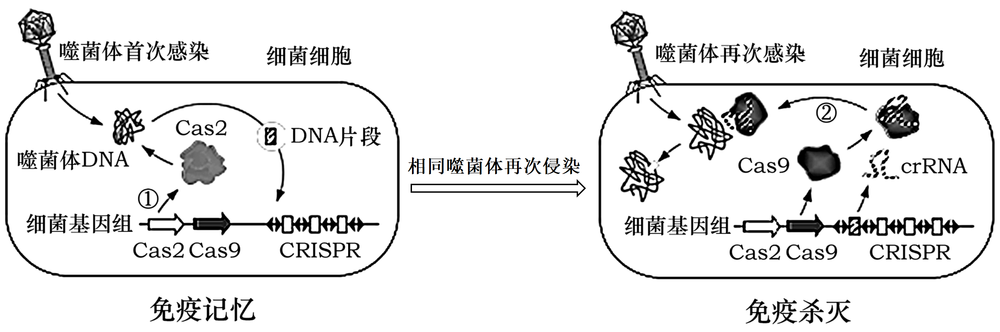 噬菌体首次感染
细菌细胞
Cas2
DNA片段
噬菌体DNA
①
细菌基因组
Cas2 Cas9
CRISPR
免疫记忆
相同噬菌体再次侵染
噬菌体再次感染
细菌细胞
②
Cas9
crRNA
细菌基因组
Cas2 Cas9
CRISPR
免疫杀灭